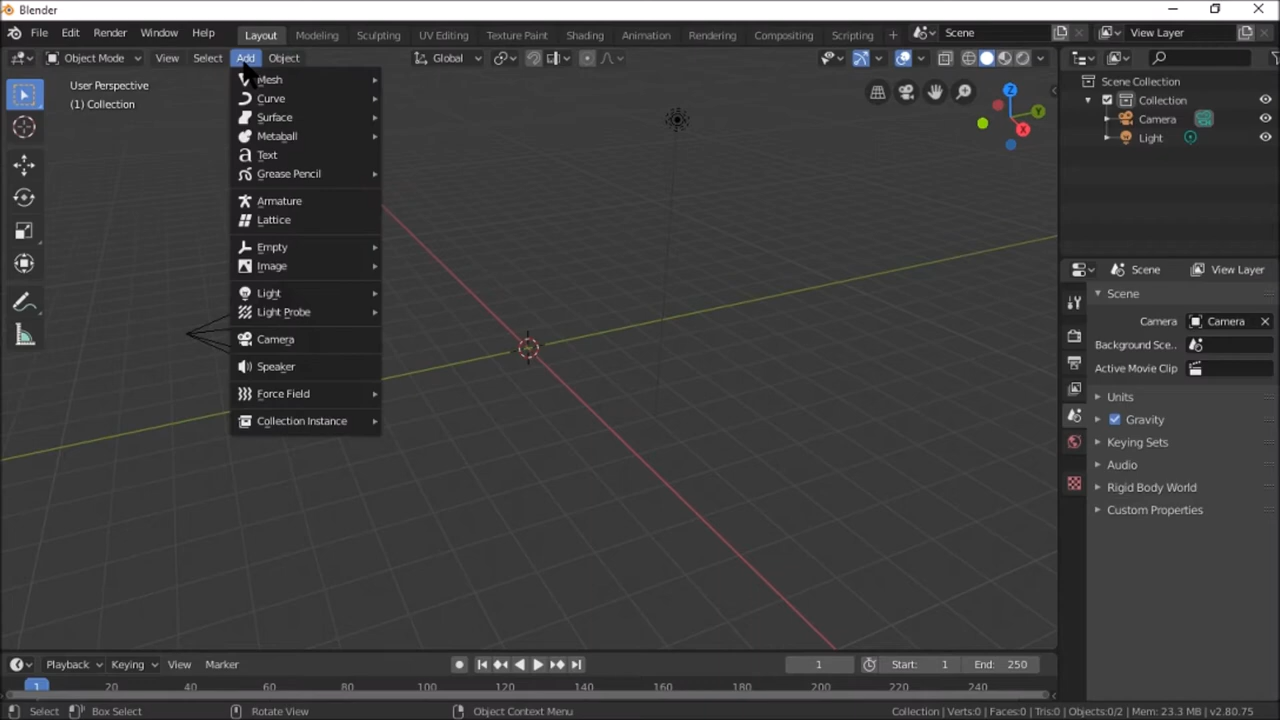 Blender
File Edit Render Window Help Layout Modeling Sculpting UV Editing Texture Paint Shading Animation Rendering Compositing Scripting + Scene View Layer
Object Mode View Select Add Object Global
User Perspective
(1) Collection
Mesh
Curve
Surface
Metaball
Text
Grease Pencil
Armature
Lattice
Empty
Image
Light
Light Probe
Camera
Speaker
Force Field
Collection Instance
Z
Y
X
Scene Collection
Collection
Camera
Light
Scene View Layer
Scene
Camera Camera
Background Sce..
Active Movie Clip
Units
Gravity
Keying Sets
Audio
Rigid Body World
Custom Properties
Playback Keying View Marker 1 Start: 1 End: 250
1 20 40 60 80 100 120 140 160 180 200 220 240
Select Box Select Rotate View Object Context Menu Collection | Verts:0 | Faces:0 | Tris:0 | Objects:0/2 | Mem: 23.3 MB | v2.80.75